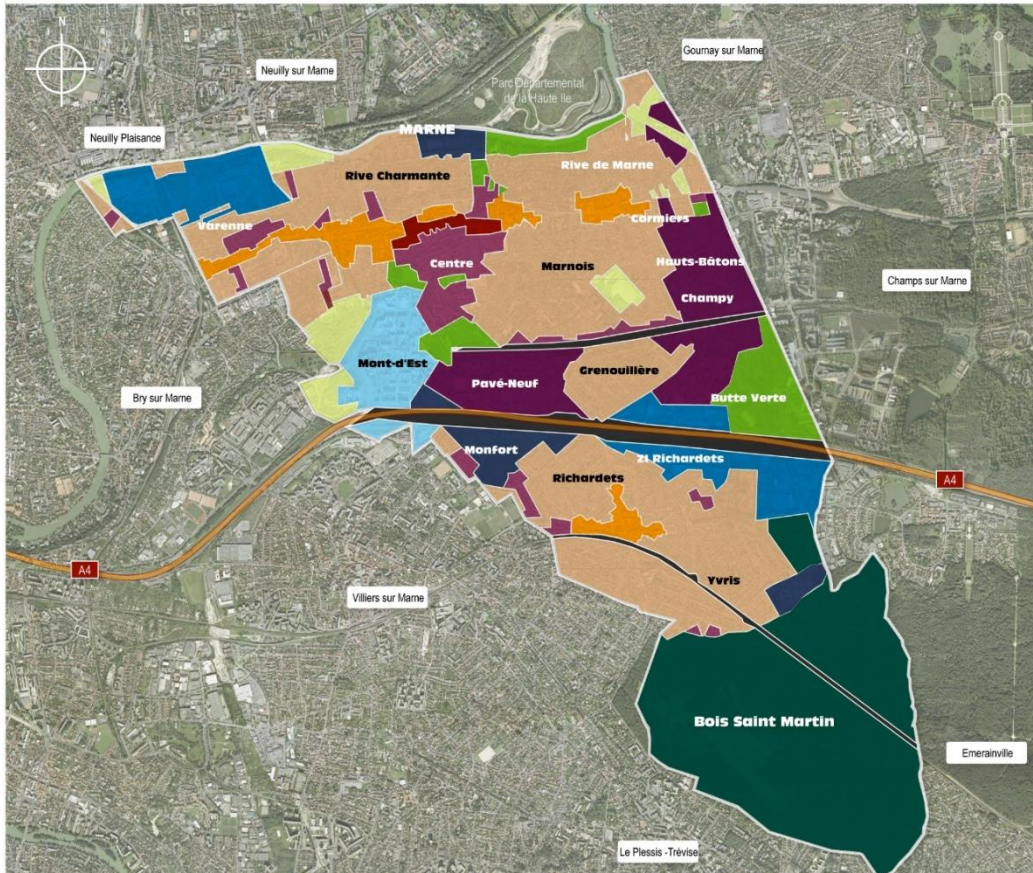 N
Gournay sur Marne
Neuilly sur Marne
Parc Départemental
de la Haute Ile
Neuilly Plaisance
MARNE
Rive de Marne
Rive Charmante
Varenne
Cormiers
Centre
Marnois
Hauts-Bâtons
Champs sur Marne
Champy
Mont-d'Est
Grenouillère
Pavé-Neuf
Butte Verte
Bry sur Marne
Monfort
ZI Richardets
Richardets
A4
A4
Yvris
Villiers sur Marne
Bois Saint Martin
Emerainville
Le Plessis -Trévise